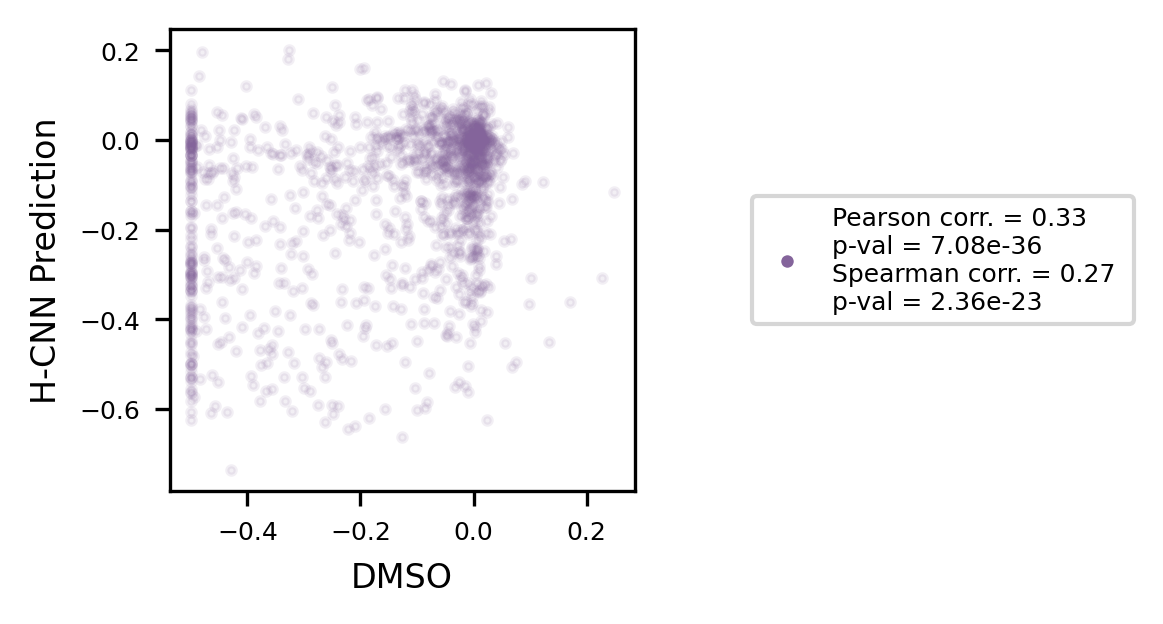 0.2
0.0
−0.2
−0.4
−0.6
H-CNN Prediction
−0.4
−0.2
0.0
0.2
DMSO
Pearson corr. = 0.33
p-val = 7.08e-36
Spearman corr. = 0.27
p-val = 2.36e-23